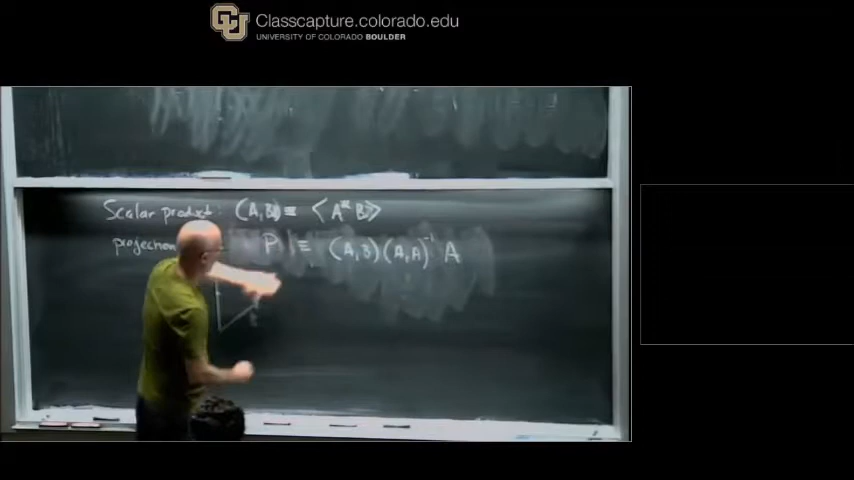 Classcapture.colorado.edu
UNIVERSITY OF COLORADO BOULDER
Scalar product: (A,B) ≡ <A* B>
projection P ≡ (A,B)(A,A)⁻¹ A